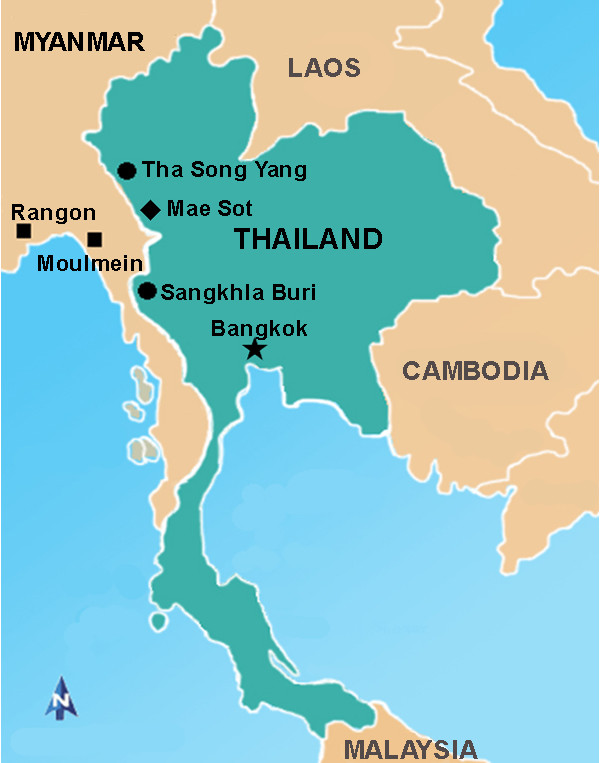 MYANMAR
LAOS
Tha Song Yang
Mae Sot
Rangon
THAILAND
Moulmein
Sangkhla Buri
Bangkok
CAMBODIA
N
MALAYSIA